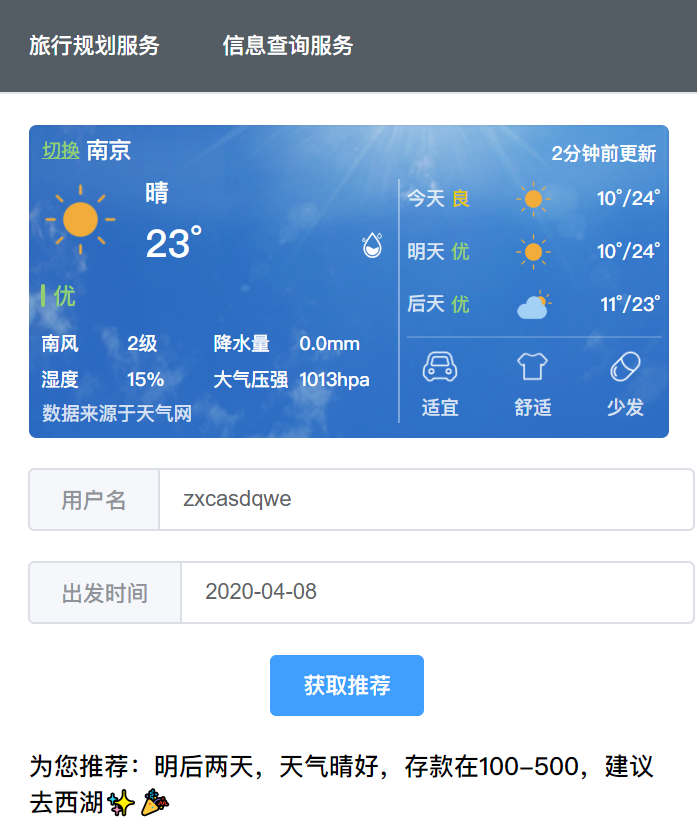 旅行规划服务 信息查询服务
切换 南京 2分钟前更新
晴
23°
优
南风 2级 降水量 0.0mm
湿度 15% 大气压强 1013hpa
数据来源于天气网
今天 良 10°/24°
明天 优 10°/24°
后天 优 11°/23°
适宜 舒适 少发
用户名 zxcasdqwe
出发时间 2020-04-08
获取推荐
为您推荐：明后两天，天气晴好，存款在100-500，建议
去西湖✨🎉